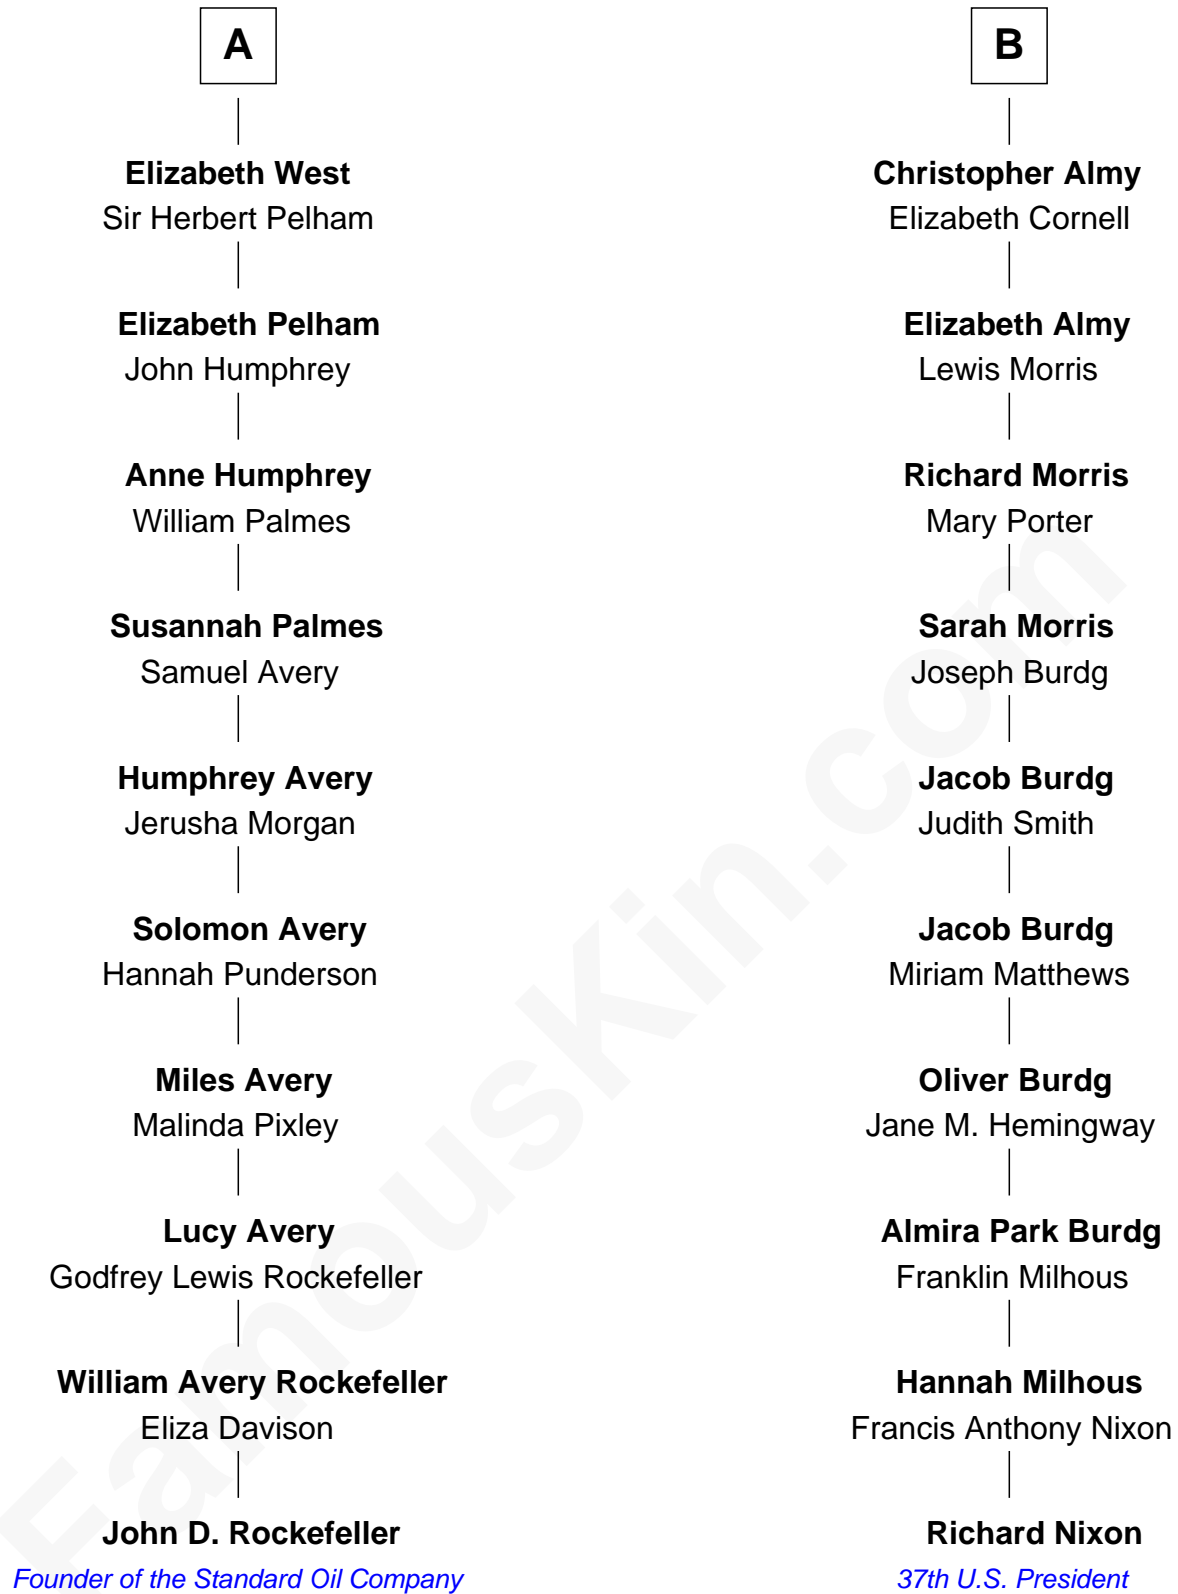 A
Elizabeth West
Sir Herbert Pelham
Elizabeth Pelham
John Humphrey
Anne Humphrey
William Palmes
Susannah Palmes
Samuel Avery
Humphrey Avery
Jerusha Morgan
Solomon Avery
Hannah Punderson
Miles Avery
Malinda Pixley
Lucy Avery
Godfrey Lewis Rockefeller
William Avery Rockefeller
Eliza Davison
John D. Rockefeller
Founder of the Standard Oil Company
B
Christopher Almy
Elizabeth Cornell
Elizabeth Almy
Lewis Morris
Richard Morris
Mary Porter
Sarah Morris
Joseph Burdg
Jacob Burdg
Judith Smith
Jacob Burdg
Miriam Matthews
Oliver Burdg
Jane M. Hemingway
Almira Park Burdg
Franklin Milhous
Hannah Milhous
Francis Anthony Nixon
Richard Nixon
37th U.S. President
FamousKin.com